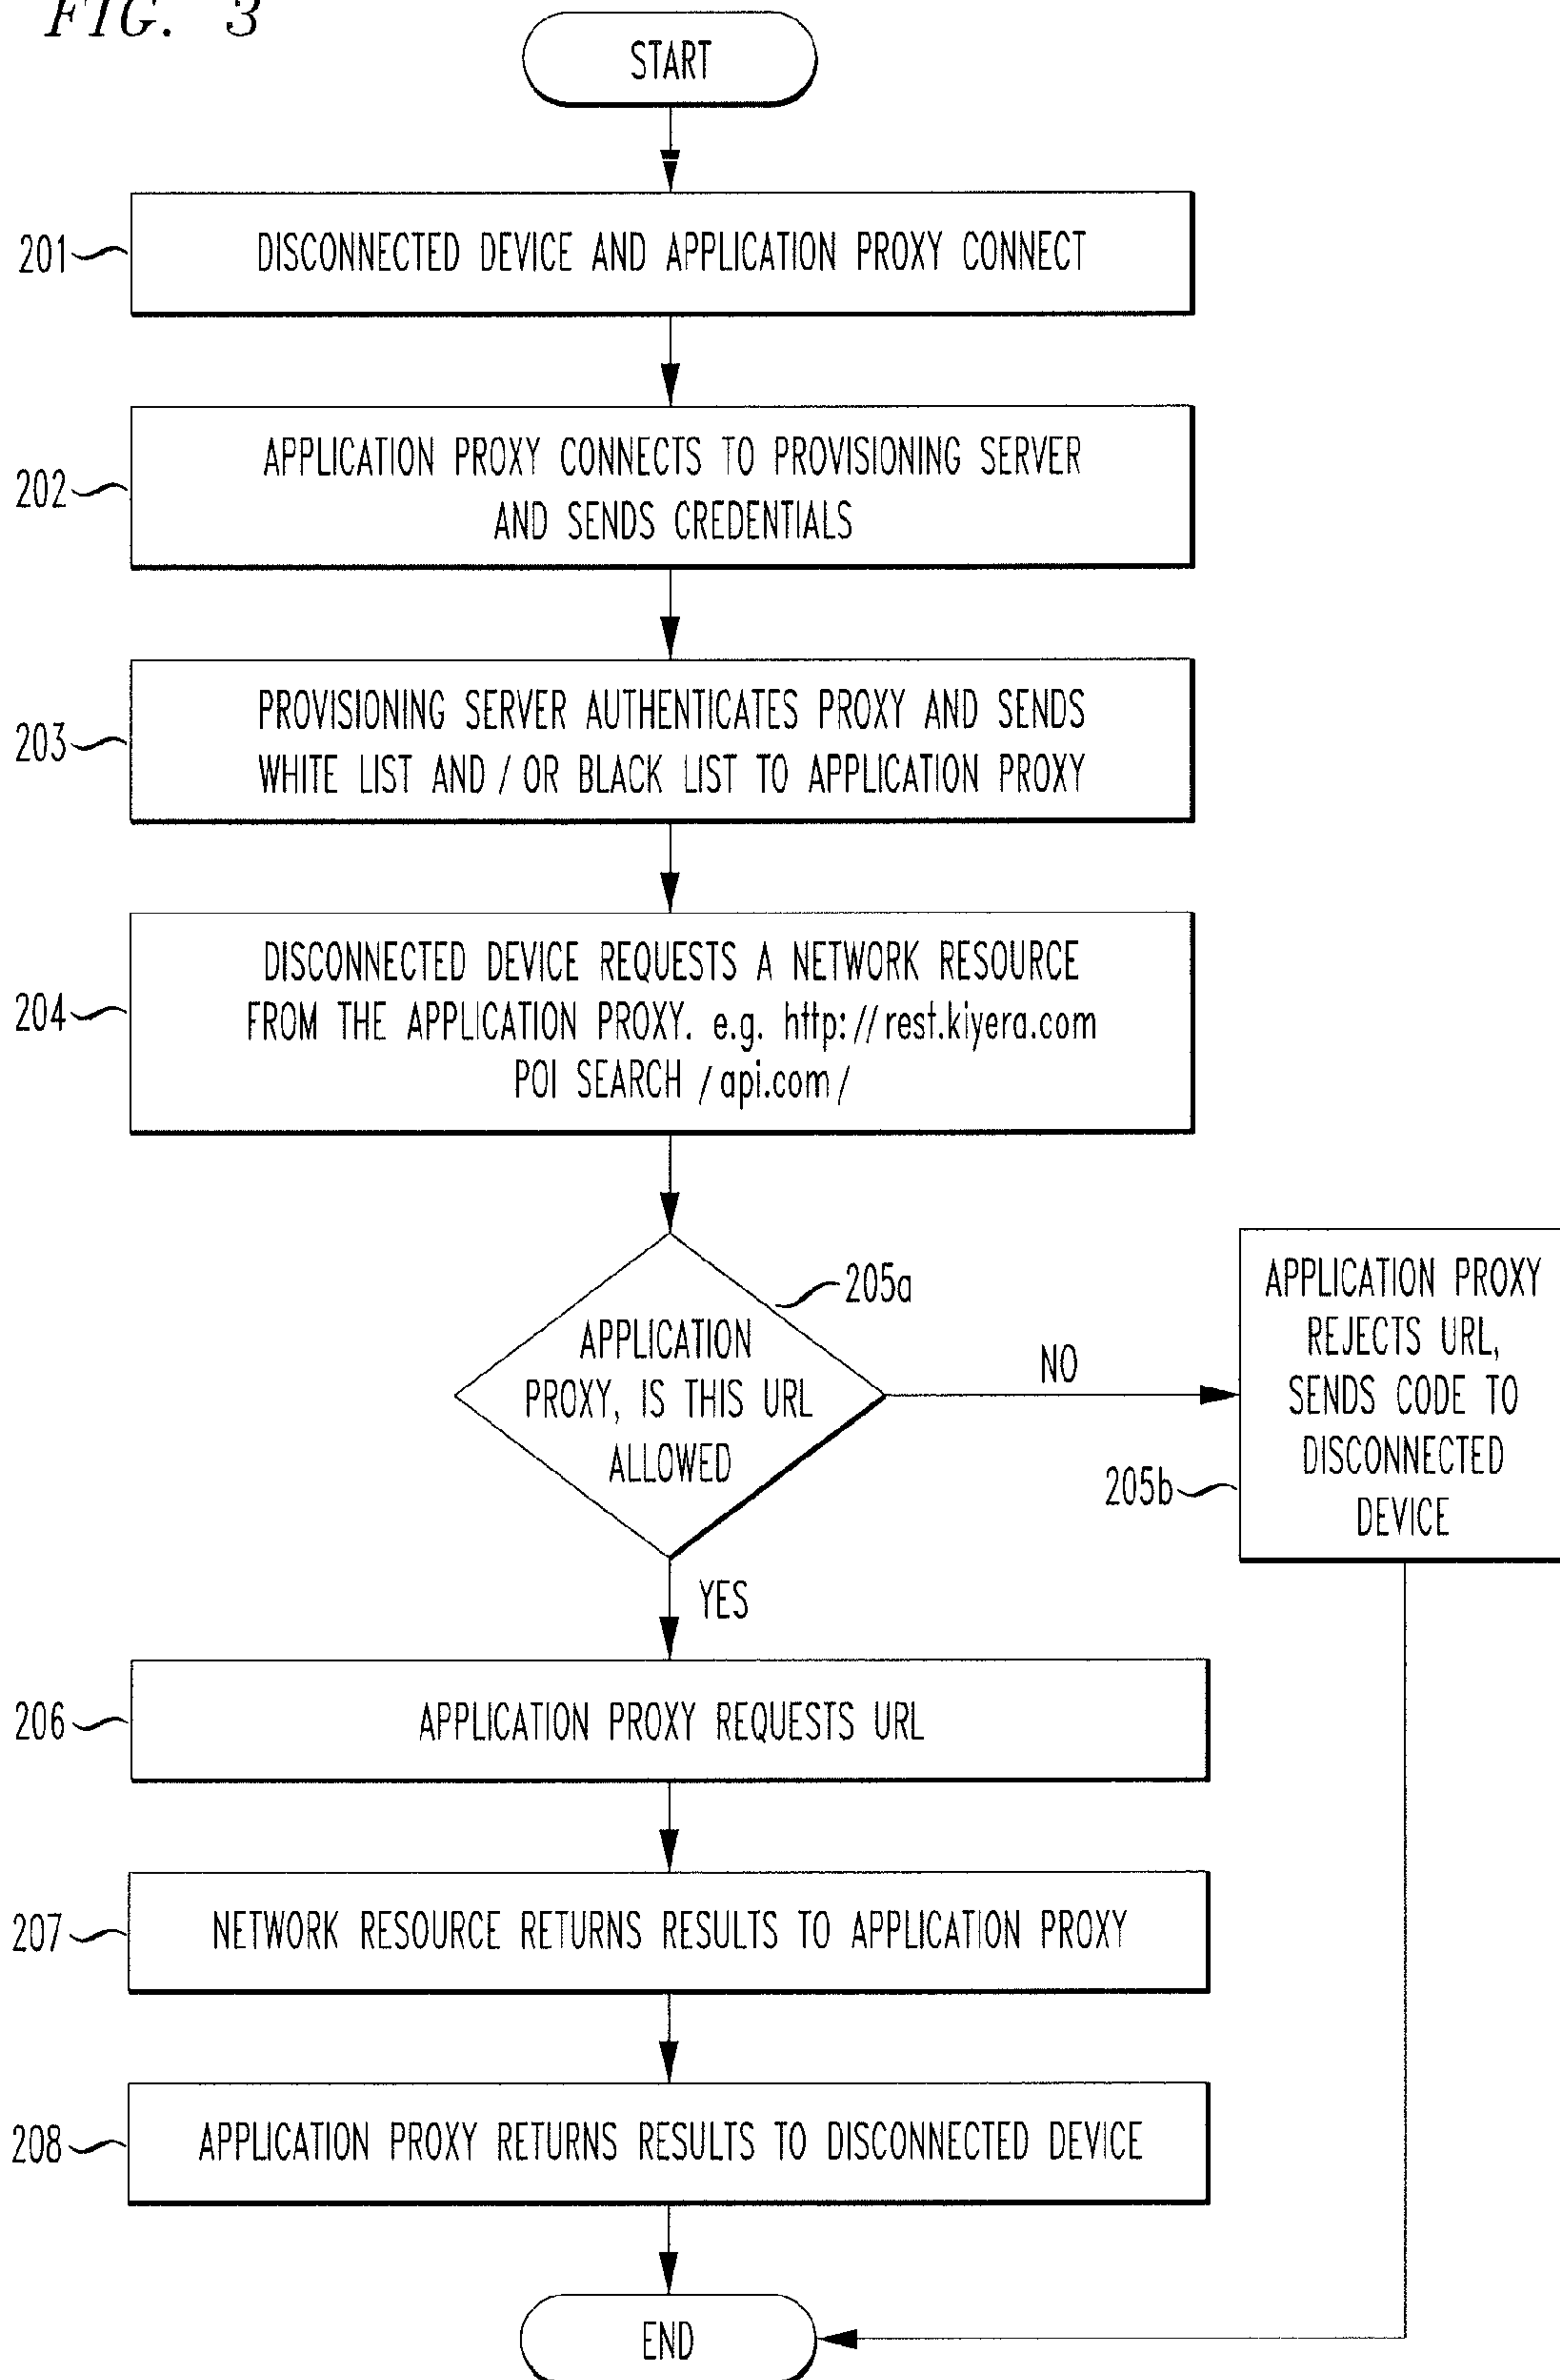 FIG. 3
START
201
DISCONNECTED DEVICE AND APPLICATION PROXY CONNECT
202
APPLICATION PROXY CONNECTS TO PROVISIONING SERVER
AND SENDS CREDENTIALS
203
PROVISIONING SERVER AUTHENTICATES PROXY AND SENDS
WHITE LIST AND / OR BLACK LIST TO APPLICATION PROXY
204
DISCONNECTED DEVICE REQUESTS A NETWORK RESOURCE
FROM THE APPLICATION PROXY. e.g. http://rest.kiyera.com
POI SEARCH /api.com/
205a
APPLICATION
PROXY, IS THIS URL
ALLOWED
NO
205b
APPLICATION PROXY
REJECTS URL,
SENDS CODE TO
DISCONNECTED
DEVICE
YES
206
APPLICATION PROXY REQUESTS URL
207
NETWORK RESOURCE RETURNS RESULTS TO APPLICATION PROXY
208
APPLICATION PROXY RETURNS RESULTS TO DISCONNECTED DEVICE
END